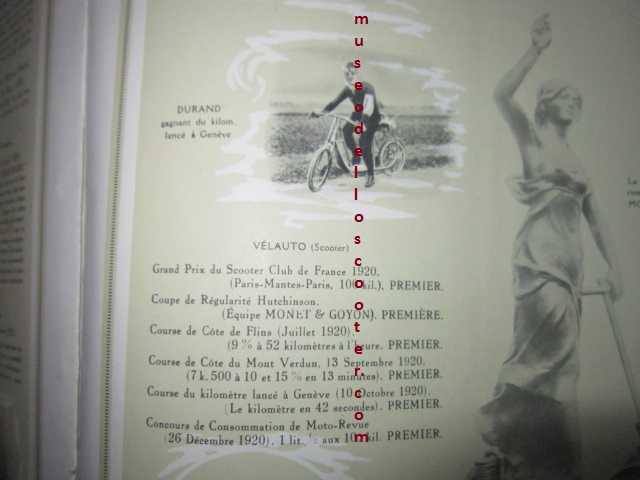 DURAND
gagnant du kilom.
lancé à Genève
VÉLAUTO (Scooter)
Grand Prix du Scooter Club de France 1920.
(Paris-Mantes-Paris, 100 kil.). PREMIER.
Coupe de Régularité Hutchinson.
(Équipe MONET & GOYON). PREMIÈRE.
Course de Côte de Flins (Juillet 1920).
(9 % à 52 kilomètres à l'heure. PREMIER.
Course de Côte du Mont Verdun, 13 Septembre 1920.
(7 k. 500 à 10 et 15 % en 13 minutes). PREMIER.
Course du kilomètre lancé à Genève (10 Octobre 1920).
(Le kilomètre en 42 secondes). PREMIER.
Concours de Consommation de Moto-Revue
(26 Décembre 1920). 1 lit. aux 100 kil. PREMIER.
museodelloscooter.com